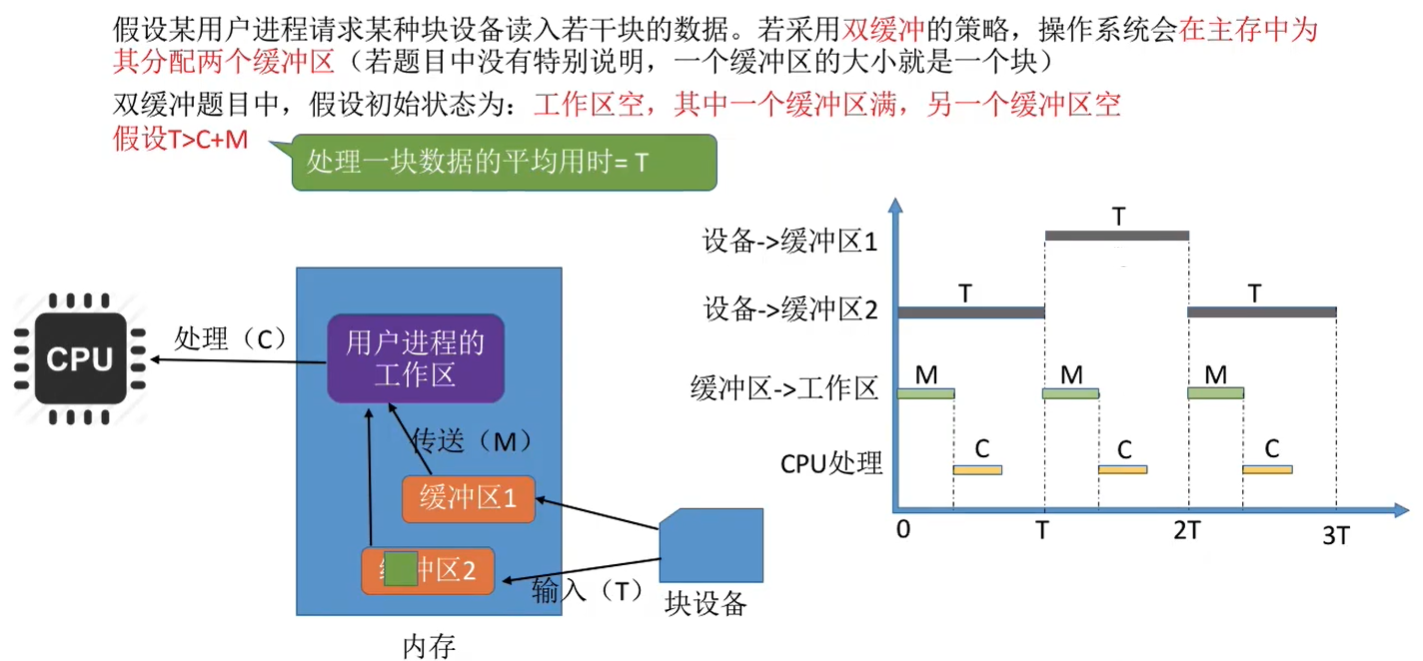 假设某用户进程请求某种块设备读入若干块的数据。若采用双缓冲的策略，操作系统会在主存中为
其分配两个缓冲区（若题目中没有特别说明，一个缓冲区的大小就是一个块）
双缓冲题目中，假设初始状态为：工作区空，其中一个缓冲区满，另一个缓冲区空
假设T>C+M
处理一块数据的平均用时= T
CPU
处理（C）
用户进程的
工作区
传送（M）
缓冲区1
冲区2
输入（T）
块设备
内存
T
设备->缓冲区1
设备->缓冲区2
T
T
缓冲区->工作区
M
M
M
CPU处理
C
C
C
0
T
2T
3T